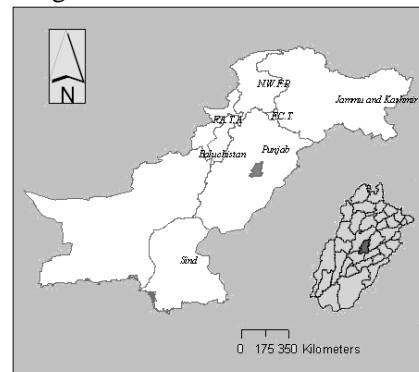 N
N.W.F.P.
Jammu and Kashmir
F.A.T.A
F.C.T.
Baluchistan
Punjab
Sind
0 175 350 Kilometers